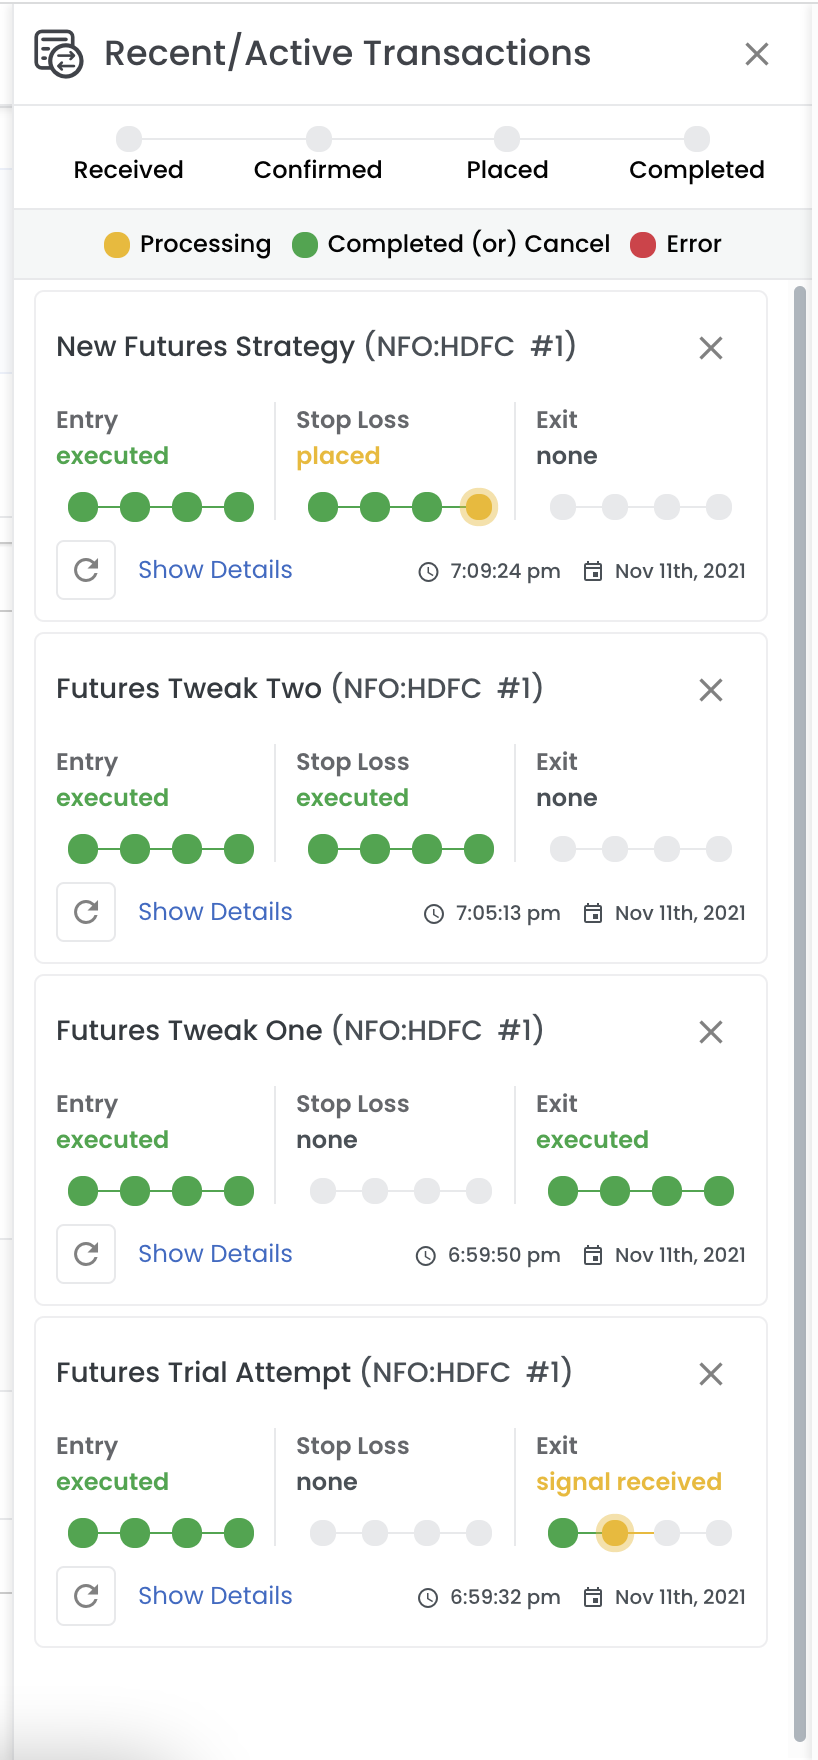 Recent/Active Transactions
Received Confirmed Placed Completed
Processing Completed (or) Cancel Error
New Futures Strategy (NFO:HDFC #1)
Entry Stop Loss Exit
executed placed none
Show Details 7:09:24 pm Nov 11th, 2021
Futures Tweak Two (NFO:HDFC #1)
Entry Stop Loss Exit
executed executed none
Show Details 7:05:13 pm Nov 11th, 2021
Futures Tweak One (NFO:HDFC #1)
Entry Stop Loss Exit
executed none executed
Show Details 6:59:50 pm Nov 11th, 2021
Futures Trial Attempt (NFO:HDFC #1)
Entry Stop Loss Exit
executed none signal received
Show Details 6:59:32 pm Nov 11th, 2021